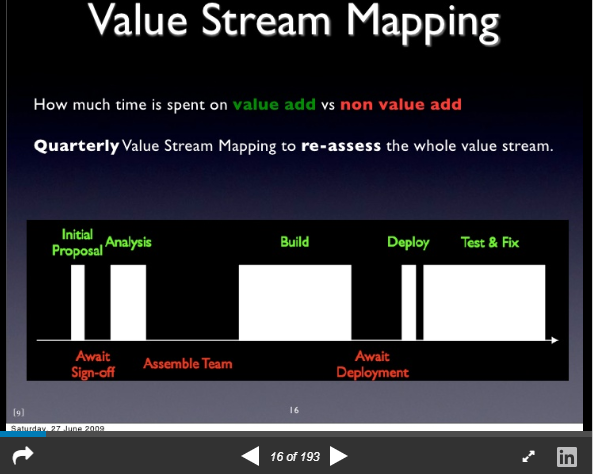 Value Stream Mapping
How much time is spent on value add vs non value add
Quarterly Value Stream Mapping to re-assess the whole value stream.
Initial
Proposal
Analysis
Build
Deploy
Test & Fix
Await
Sign-off
Assemble Team
Await
Deployment
[9]
16
Saturday, 27 June 2009
16 of 193
in